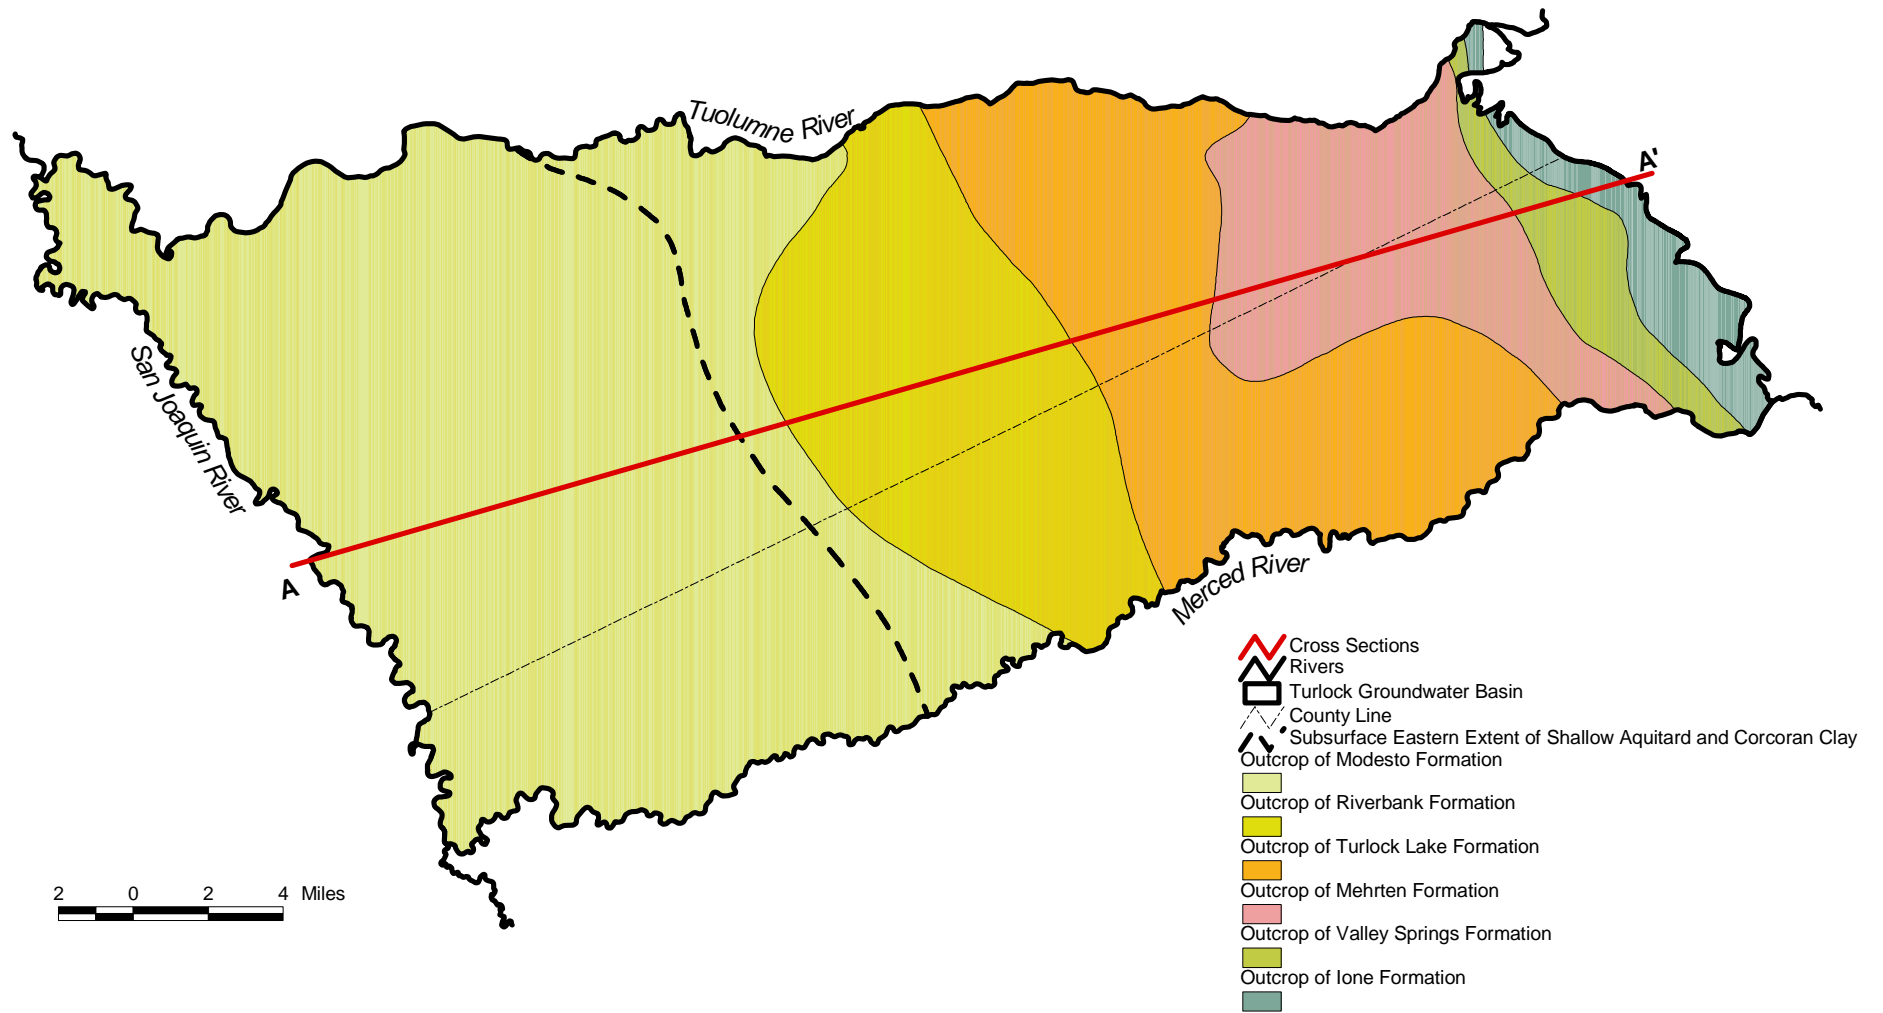 Tuolumne River
A'
San Joaquin River
A
Merced River
Cross Sections
Rivers
Turlock Groundwater Basin
County Line
Subsurface Eastern Extent of Shallow Aquitard and Corcoran Clay
Outcrop of Modesto Formation
Outcrop of Riverbank Formation
Outcrop of Turlock Lake Formation
Outcrop of Mehrten Formation
Outcrop of Valley Springs Formation
Outcrop of Ione Formation
2 0 2 4 Miles